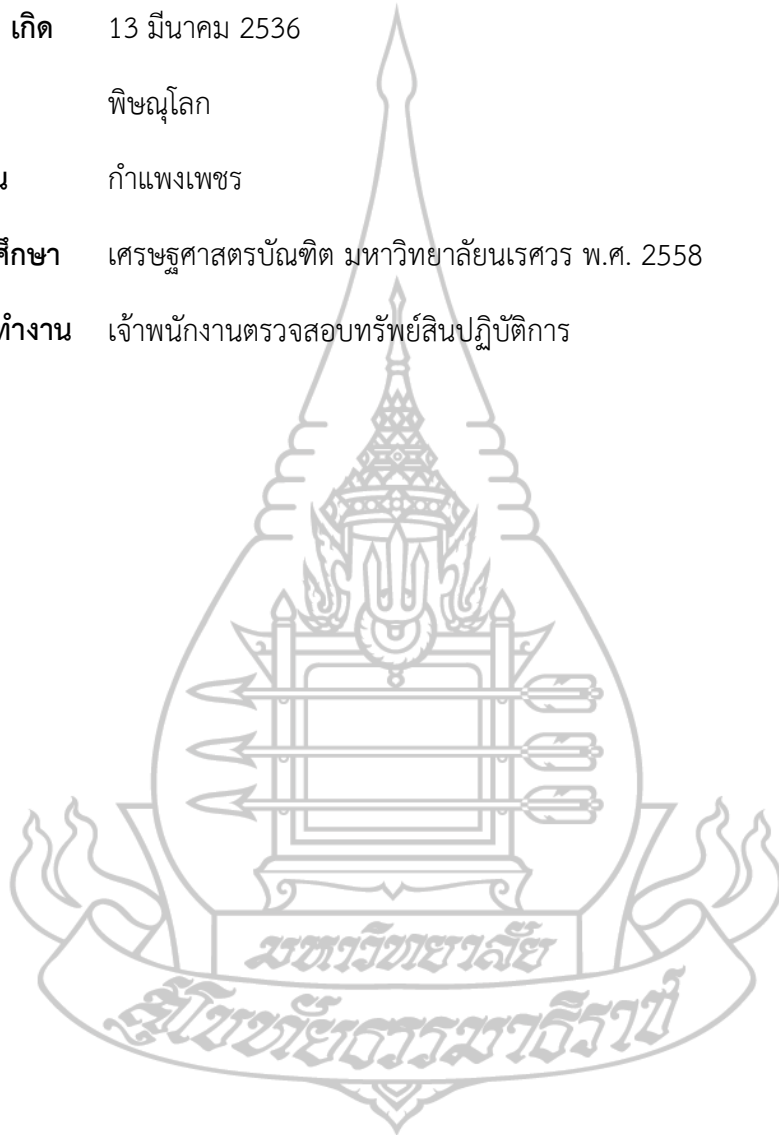 เกิด 13 มีนาคม 2536
พิษณุโลก
น กำแพงเพชร
ศึกษา เศรษฐศาสตรบัณฑิต มหาวิทยาลัยนเรศวร พ.ศ. 2558
ทำงาน เจ้าพนักงานตรวจสอบทรัพย์สินปฏิบัติการ
มหาวิทยาลัย
สุโขทัยธรรมาธิราช